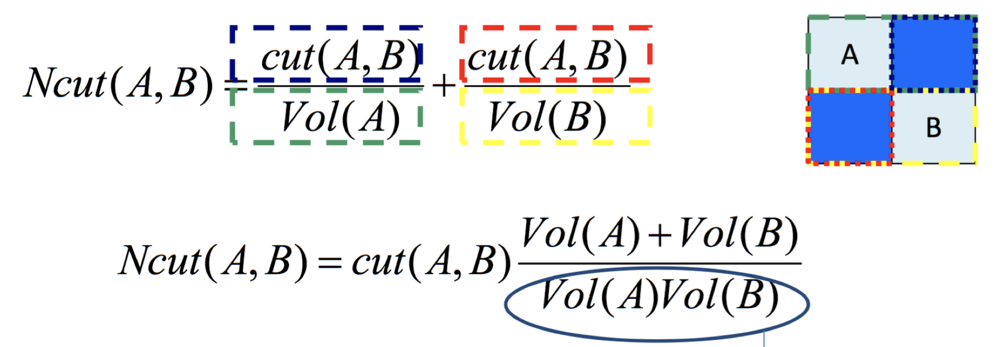 Ncut(A,B) = cut(A,B)/Vol(A) + cut(A,B)/Vol(B)
A
B
Ncut(A,B) = cut(A,B) Vol(A)+Vol(B)/Vol(A)Vol(B)